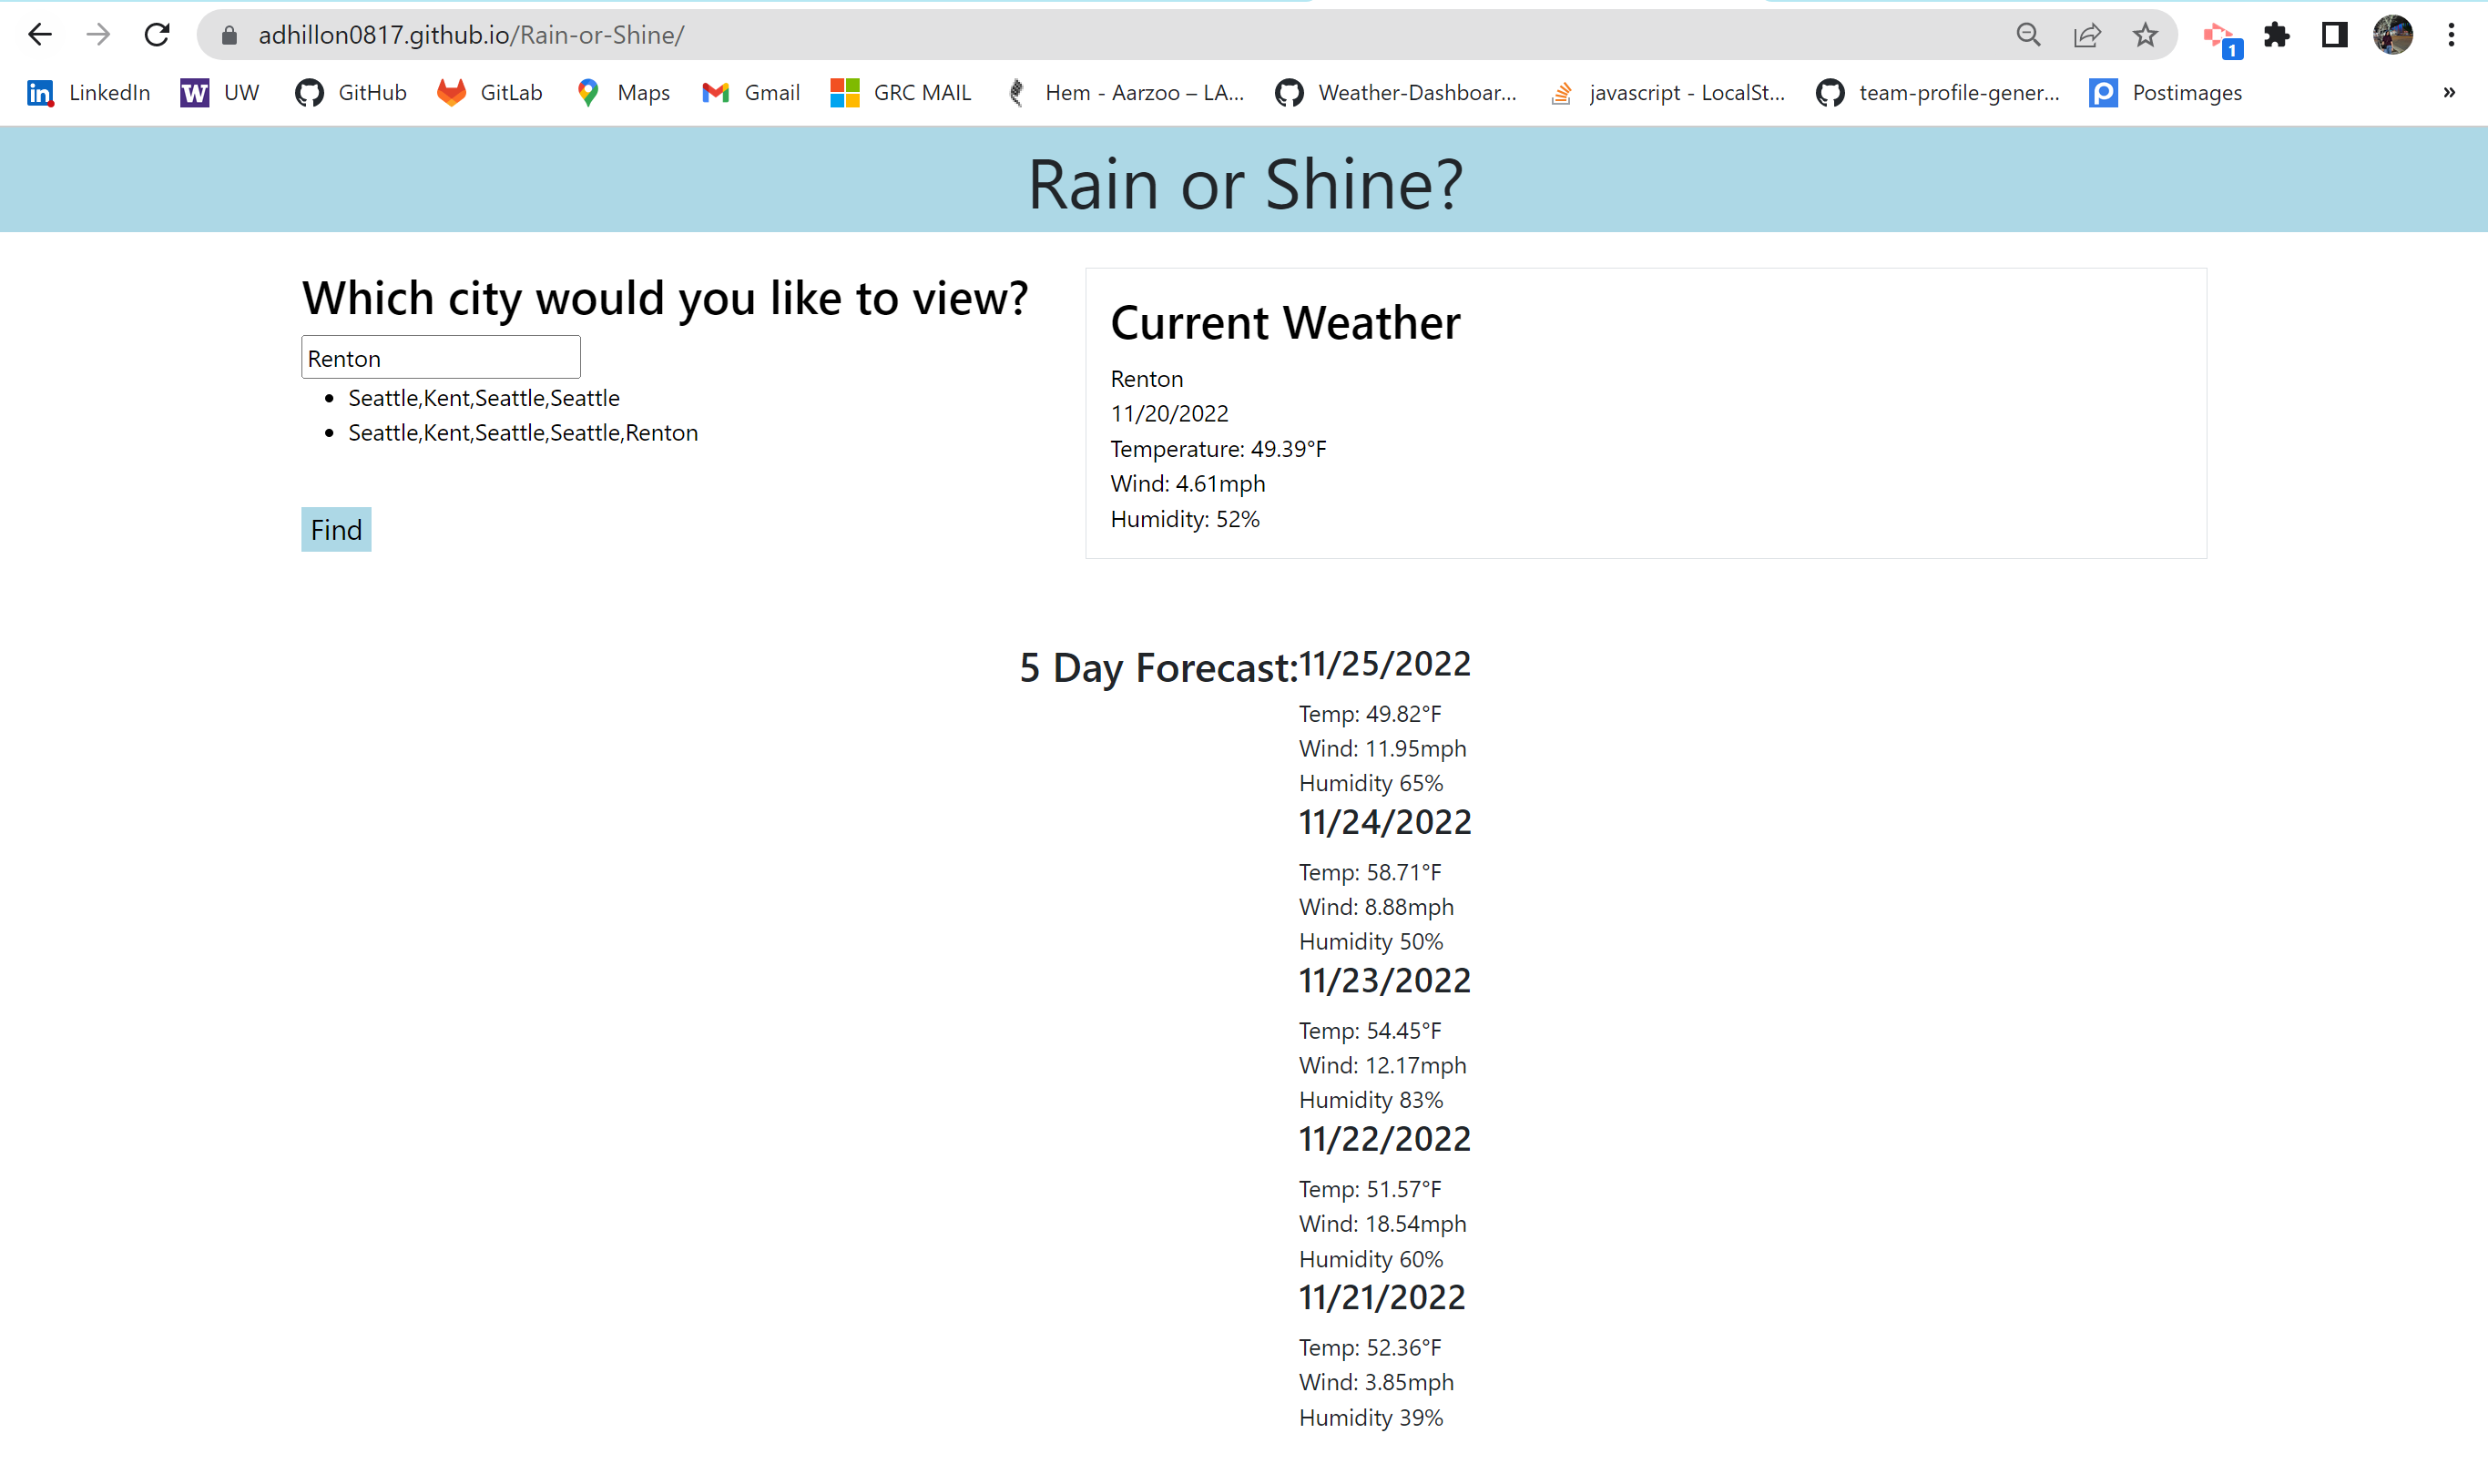 adhillon0817.github.io/Rain-or-Shine/
1
LinkedIn UW GitHub GitLab Maps Gmail GRC MAIL Hem - Aarzoo – LA... Weather-Dashboar... javascript - LocalSt... team-profile-gener... Postimages »
Rain or Shine?
Which city would you like to view?
Renton
• Seattle,Kent,Seattle,Seattle
• Seattle,Kent,Seattle,Seattle,Renton
Find
Current Weather
Renton
11/20/2022
Temperature: 49.39°F
Wind: 4.61mph
Humidity: 52%
5 Day Forecast:
11/25/2022
Temp: 49.82°F
Wind: 11.95mph
Humidity 65%
11/24/2022
Temp: 58.71°F
Wind: 8.88mph
Humidity 50%
11/23/2022
Temp: 54.45°F
Wind: 12.17mph
Humidity 83%
11/22/2022
Temp: 51.57°F
Wind: 18.54mph
Humidity 60%
11/21/2022
Temp: 52.36°F
Wind: 3.85mph
Humidity 39%